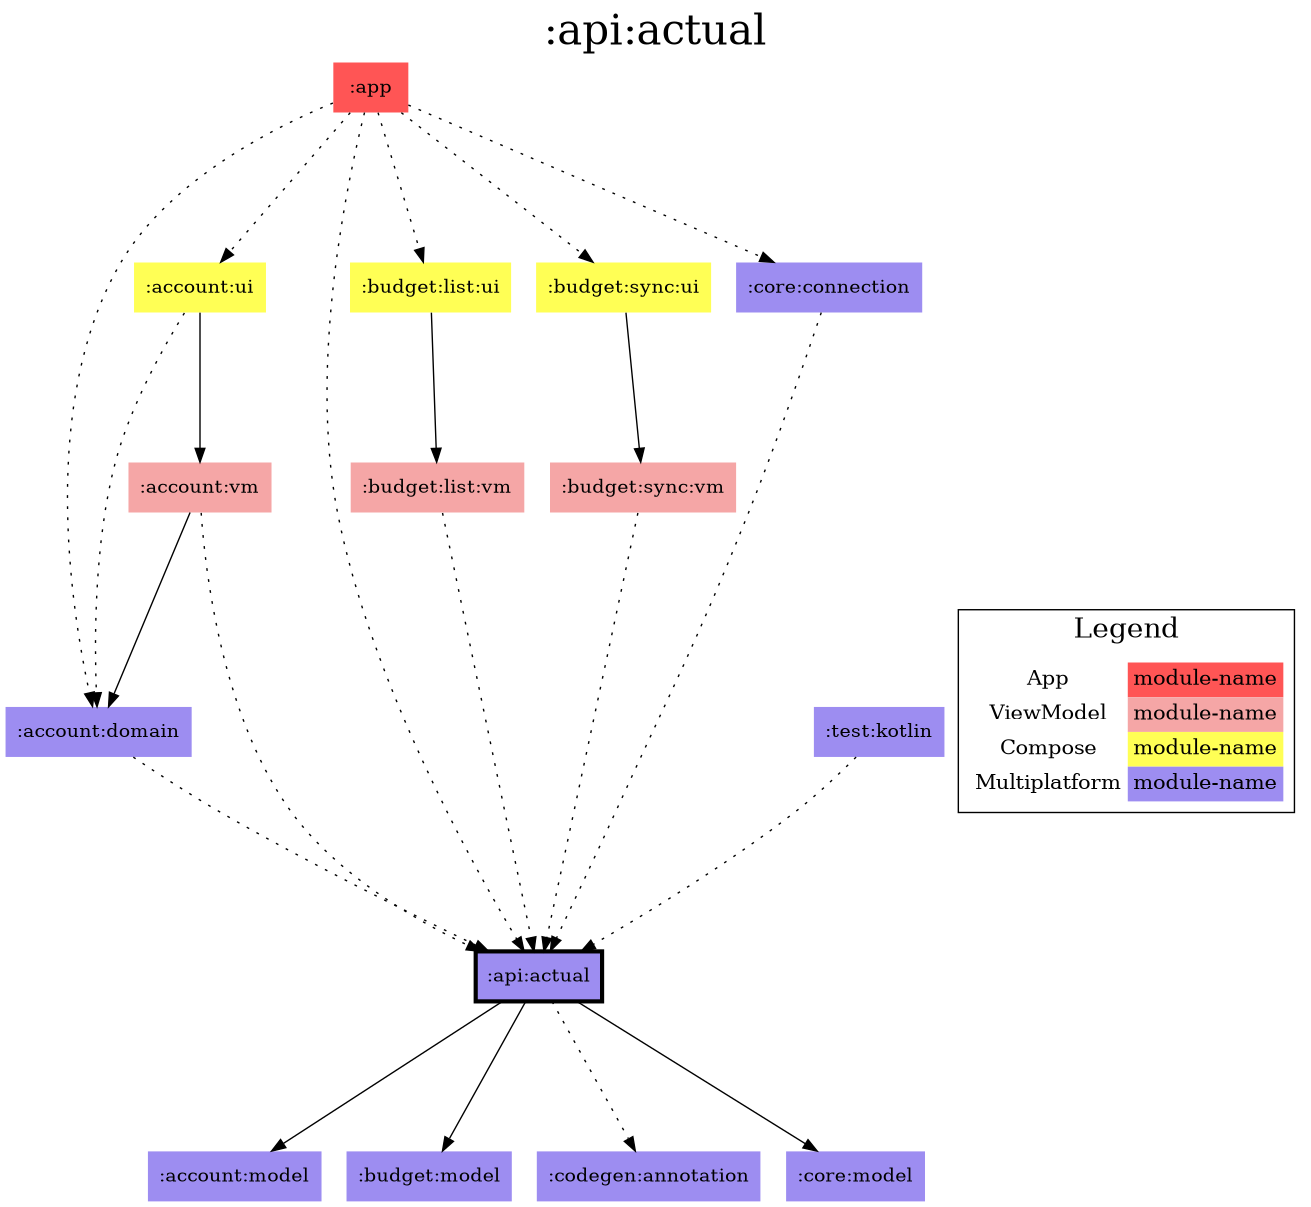 :api:actual
:app
:account:ui
:budget:list:ui
:budget:sync:ui
:core:connection
:account:vm
:budget:list:vm
:budget:sync:vm
Legend
App module-name
ViewModel module-name
Compose module-name
Multiplatform module-name
:account:domain
:test:kotlin
:api:actual
:account:model
:budget:model
:codegen:annotation
:core:model